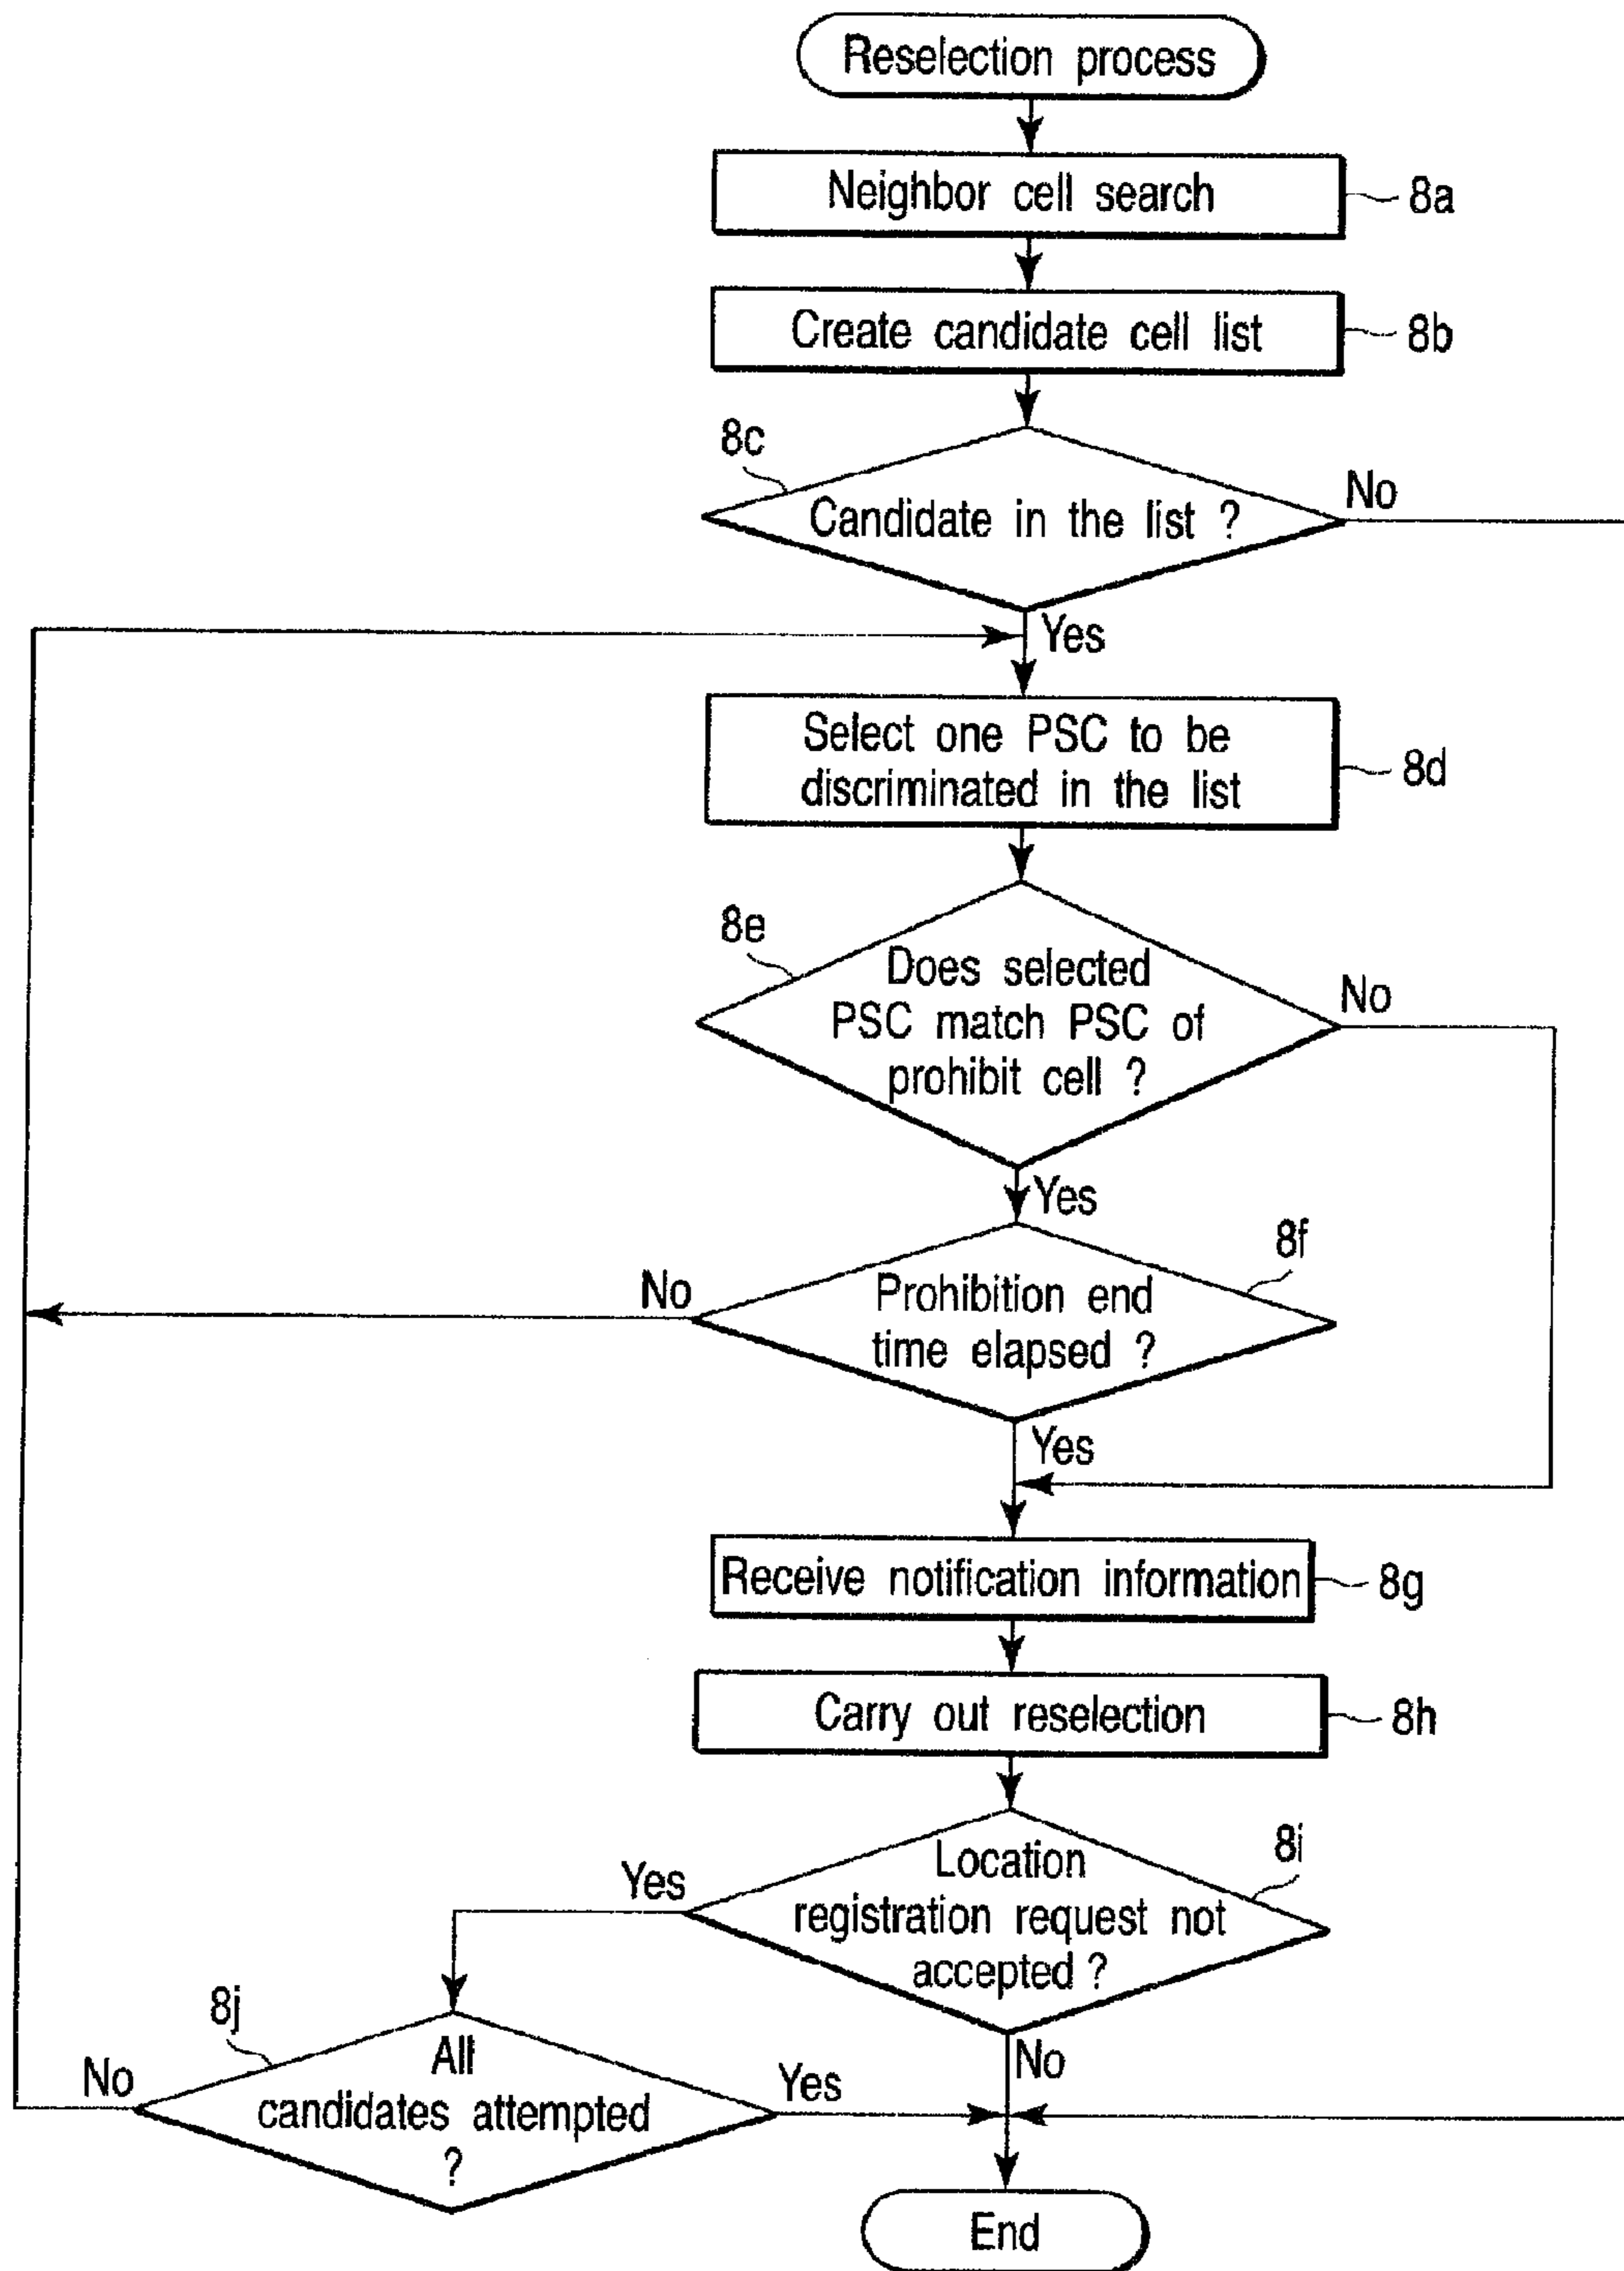 Reselection process
Neighbor cell search
8a
Create candidate cell list
8b
8c
Candidate in the list ?
No
Yes
Select one PSC to be
discriminated in the list
8d
8e
Does selected
PSC match PSC of
prohibit cell ?
No
Yes
8f
No
Prohibition end
time elapsed ?
Yes
Receive notification information
8g
Carry out reselection
8h
8i
Yes
Location
registration request not
accepted ?
8j
No
All
candidates attempted
?
Yes
No
End